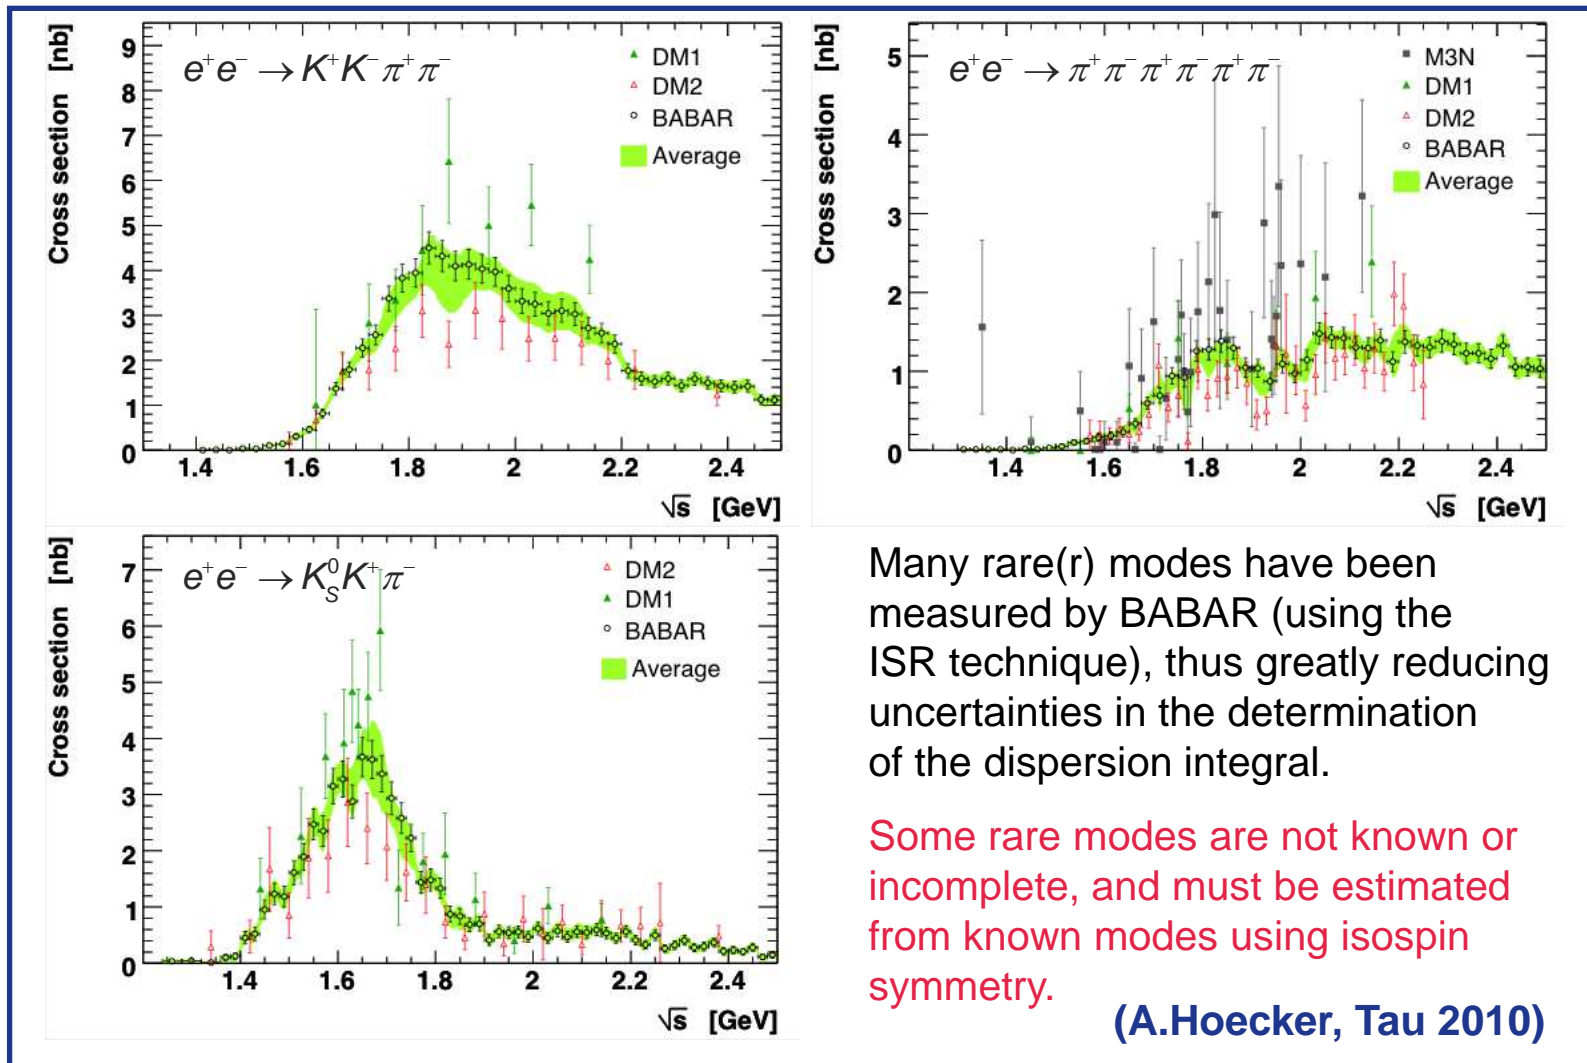 Cross section [nb]
e⁺e⁻ → K⁺K⁻π⁺π⁻
DM1
DM2
BABAR
Average
9
8
7
6
5
4
3
2
1
0
1.4 1.6 1.8 2 2.2 2.4
√s [GeV]
Cross section [nb]
e⁺e⁻ → π⁺π⁻π⁺π⁻π⁺π⁻
M3N
DM1
DM2
BABAR
Average
5
4
3
2
1
0
1.4 1.6 1.8 2 2.2 2.4
√s [GeV]
Cross section [nb]
e⁺e⁻ → K_S^0 K⁺π⁻
DM2
DM1
BABAR
Average
7
6
5
4
3
2
1
0
1.4 1.6 1.8 2 2.2 2.4
√s [GeV]
Many rare(r) modes have been
measured by BABAR (using the
ISR technique), thus greatly reducing
uncertainties in the determination
of the dispersion integral.
Some rare modes are not known or
incomplete, and must be estimated
from known modes using isospin
symmetry.
(A.Hoecker, Tau 2010)